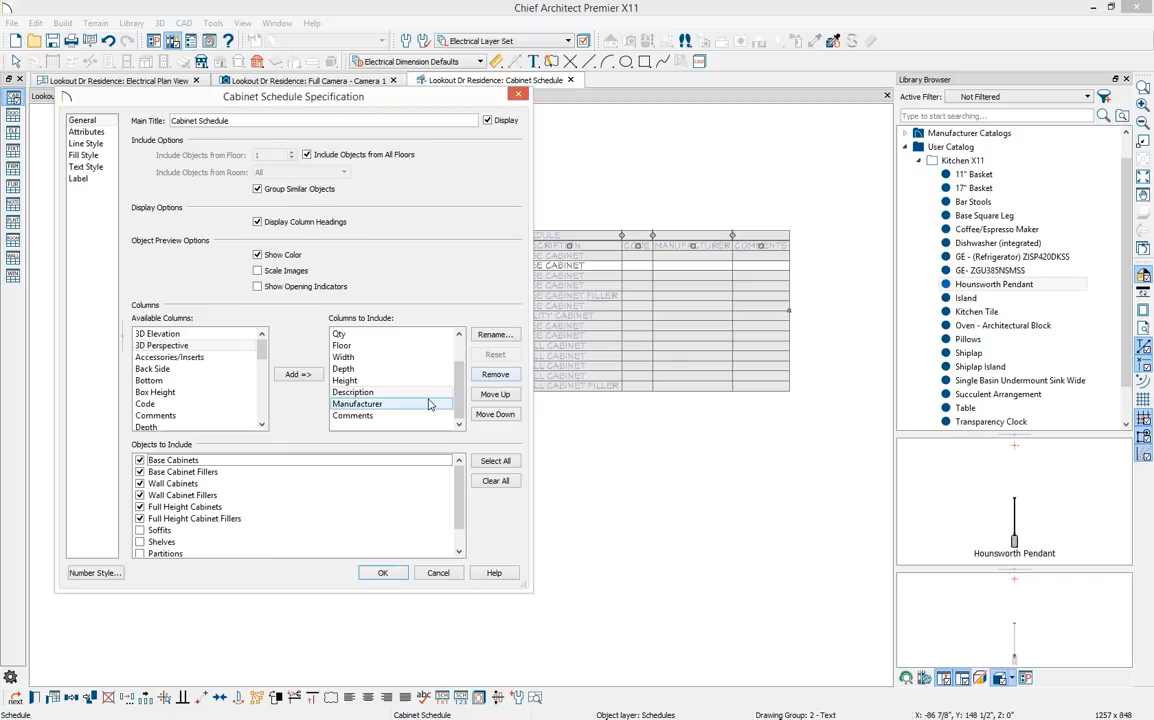 Chief Architect Premier X11
File Edit Build Terrain Library 3D CAD Tools View Window Help
Electrical Layer Set
Electrical Dimension Defaults
Lookout Dr Residence: Electrical Plan View
Lookout Dr Residence: Full Camera - Camera 1
Lookout Dr Residence: Cabinet Schedule
Cabinet Schedule Specification
General
Attributes
Line Style
Fill Style
Text Style
Label
Main Title: Cabinet Schedule Display
Include Options
Include Objects from Floor: 1 Include Objects from All Floors
Include Objects from Room: All
Group Similar Objects
Display Options
Display Column Headings
Object Preview Options
Show Color
Scale Images
Show Opening Indicators
Columns
Available Columns:
3D Elevation
3D Perspective
Accessories/Inserts
Back Side
Bottom
Box Height
Code
Comments
Depth
Add =>
Columns to Include:
Qty
Floor
Width
Depth
Height
Description
Manufacturer
Comments
Rename...
Reset
Remove
Move Up
Move Down
Objects to Include
Base Cabinets
Base Cabinet Fillers
Wall Cabinets
Wall Cabinet Fillers
Full Height Cabinets
Full Height Cabinet Fillers
Soffits
Shelves
Partitions
Select All
Clear All
Number Style...
OK
Cancel
Help
Library Browser
Active Filter: Not Filtered
Type to start searching...
Manufacturer Catalogs
User Catalog
Kitchen X11
11" Basket
17" Basket
Bar Stools
Base Square Leg
Coffee/Espresso Maker
Dishwasher (integrated)
GE - (Refrigerator) ZISP420DKSS
GE- ZGU385NSMSS
Hounsworth Pendant
Island
Kitchen Tile
Oven - Architectural Block
Pillows
Shiplap
Shiplap Island
Single Basin Undermount Sink Wide
Succulent Arrangement
Table
Transparency Clock
Hounsworth Pendant
Schedule
Cabinet Schedule
Object layer: Schedules
Drawing Group: 2 - Text
X: -86 7/8", Y: 148 1/2", Z: 0"
1257 x 848